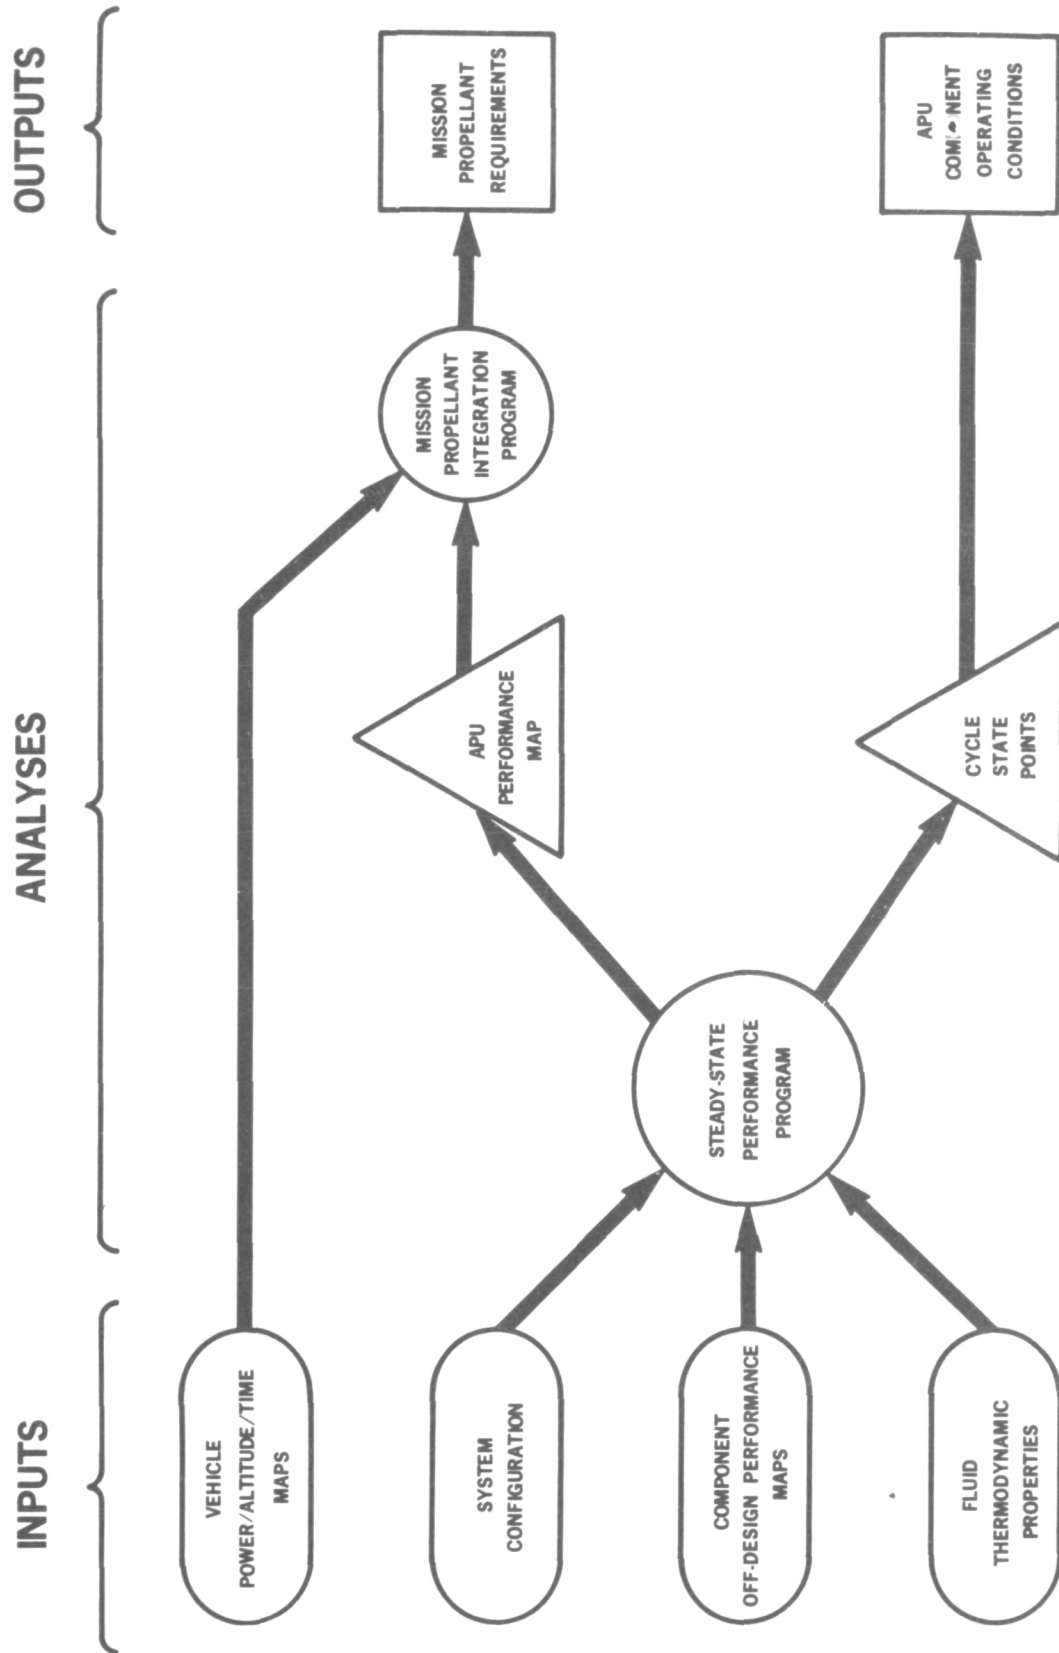 INPUTS
ANALYSES
OUTPUTS
VEHICLE
POWER/ALTITUDE/TIME
MAPS
SYSTEM
CONFIGURATION
COMPONENT
OFF-DESIGN PERFORMANCE
MAPS
FLUID
THERMODYNAMIC
PROPERTIES
STEADY-STATE
PERFORMANCE
PROGRAM
APU
PERFORMANCE
MAP
CYCLE
STATE
POINTS
MISSION
PROPELLANT
INTEGRATION
PROGRAM
MISSION
PROPELLANT
REQUIREMENTS
APU
COMPONENT
OPERATING
CONDITIONS